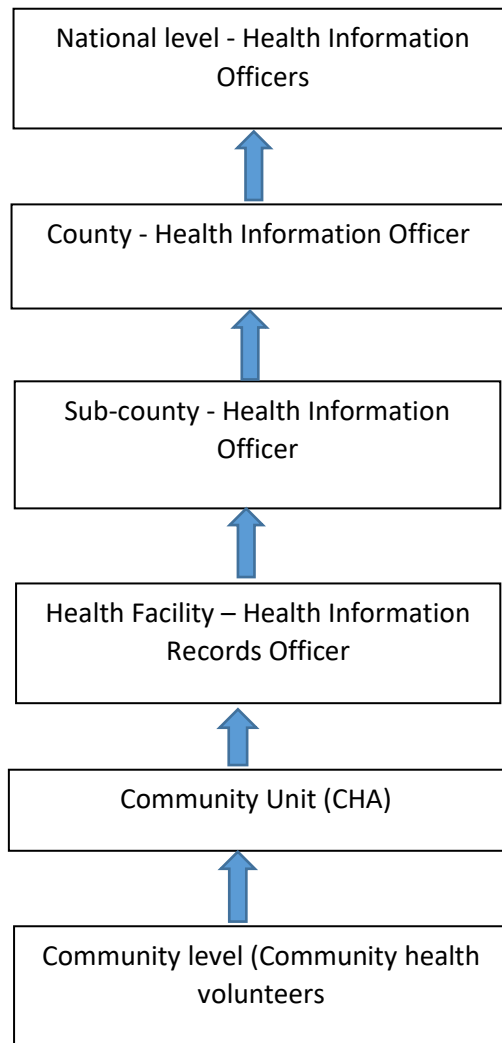 National level - Health Information
Officers
County - Health Information Officer
Sub-county - Health Information
Officer
Health Facility – Health Information
Records Officer
Community Unit (CHA)
Community level (Community health
volunteers